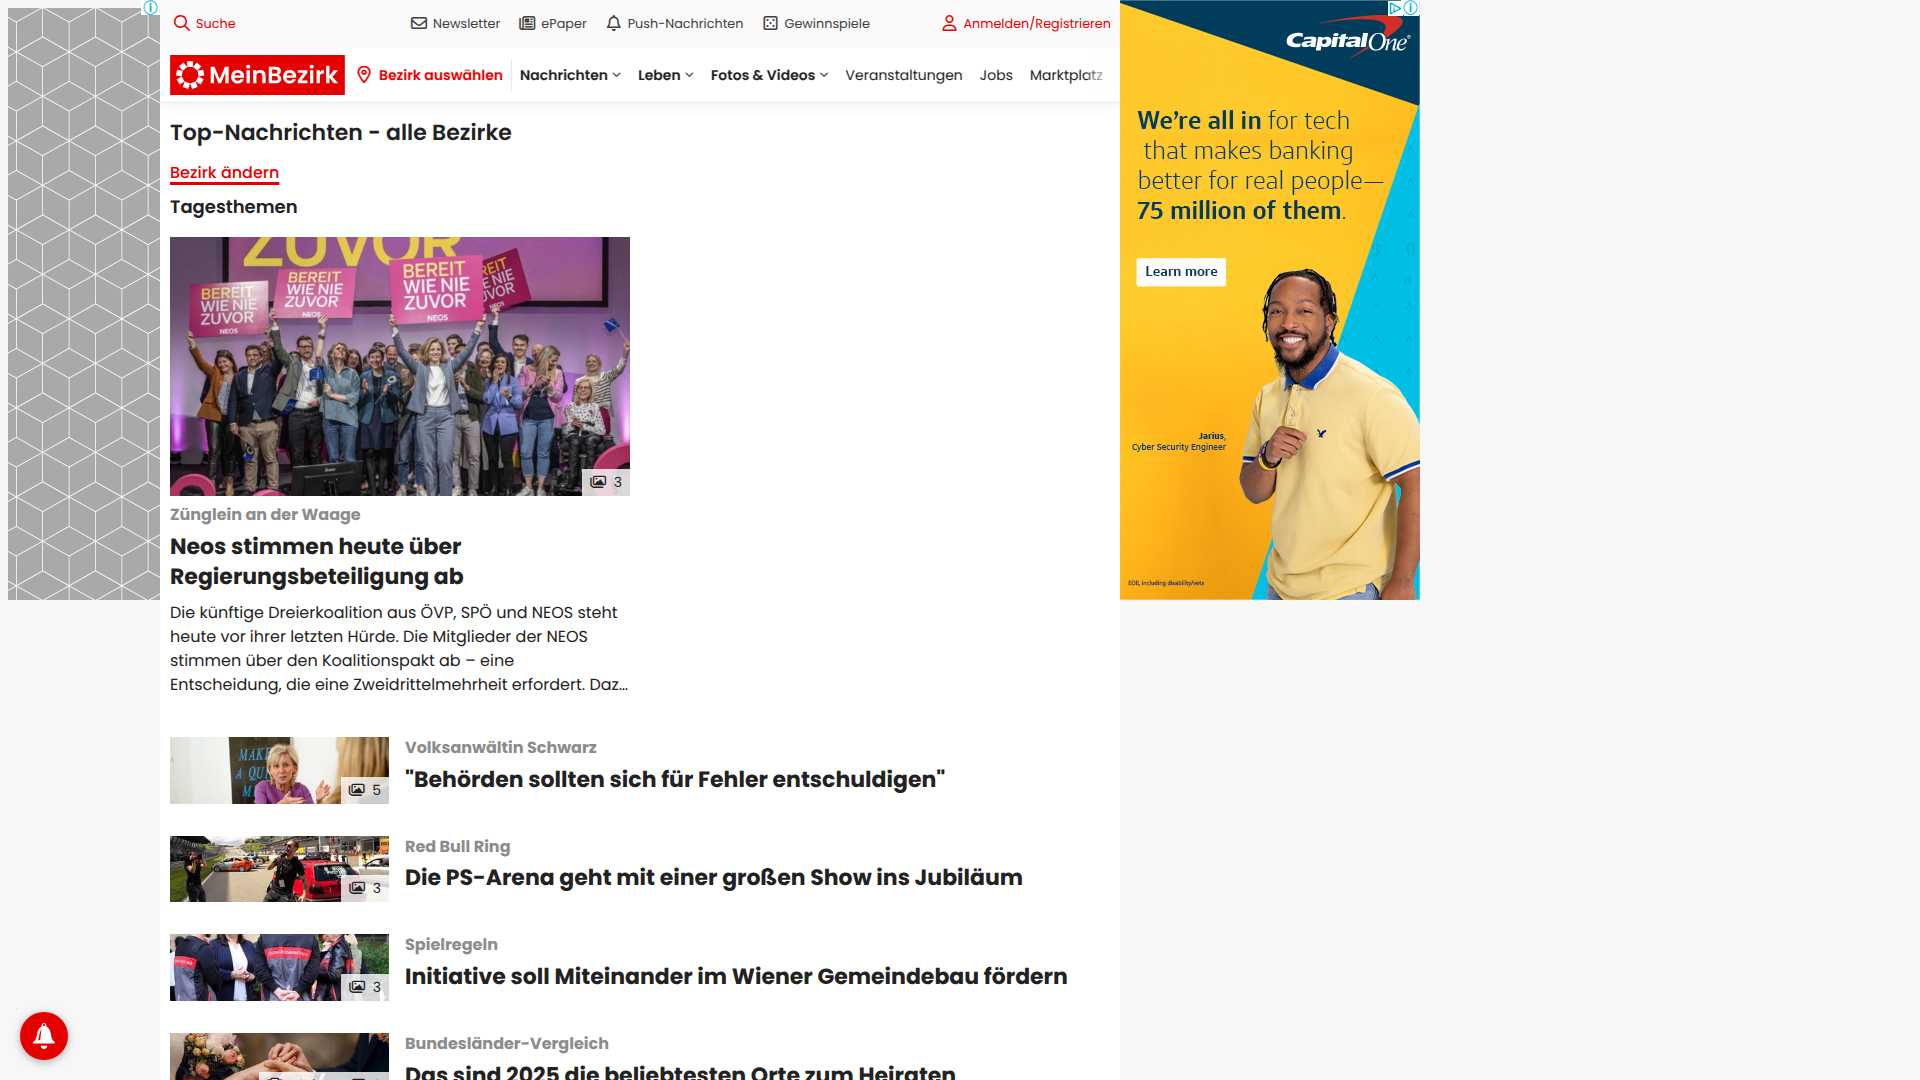 Suche
Newsletter
ePaper
Push-Nachrichten
Gewinnspiele
Anmelden/Registrieren
MeinBezirk
Bezirk auswählen
Nachrichten
Leben
Fotos & Videos
Veranstaltungen
Jobs
Marktplatz
Top-Nachrichten - alle Bezirke
Bezirk ändern
Tagesthemen
ZUVOR
BEREIT
WIE NIE
ZUVOR
NEOS
BEREIT
WIE NIE
ZUVOR
NEOS
BEREIT
WIE NIE
ZUVOR
NEOS
3
Zünglein an der Waage
Neos stimmen heute über
Regierungsbeteiligung ab
Die künftige Dreierkoalition aus ÖVP, SPÖ und NEOS steht
heute vor ihrer letzten Hürde. Die Mitglieder der NEOS
stimmen über den Koalitionspakt ab – eine
Entscheidung, die eine Zweidrittelmehrheit erfordert. Daz...
5
Volksanwältin Schwarz
"Behörden sollten sich für Fehler entschuldigen"
3
Red Bull Ring
Die PS-Arena geht mit einer großen Show ins Jubiläum
3
Spielregeln
Initiative soll Miteinander im Wiener Gemeindebau fördern
Bundesländer-Vergleich
Das sind 2025 die beliebtesten Orte zum Heiraten
CapitalOne
We're all in for tech
that makes banking
better for real people—
75 million of them.
Learn more
Jarius,
Cyber Security Engineer
EOE, including disability/vets